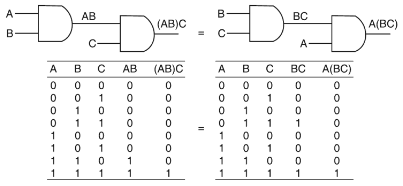 A
B
AB
C
(AB)C
=
B
C
BC
A
A(BC)
A B C AB (AB)C
0 0 0 0 0
0 0 1 0 0
0 1 0 0 0
0 1 1 0 0
1 0 0 0 0
1 0 1 0 0
1 1 0 1 0
1 1 1 1 1
=
A B C BC A(BC)
0 0 0 0 0
0 0 1 0 0
0 1 0 0 0
0 1 1 1 0
1 0 0 0 0
1 0 1 0 0
1 1 0 0 0
1 1 1 1 1